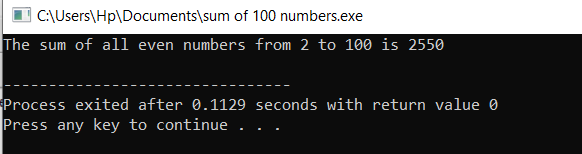 C:\Users\Hp\Documents\sum of 100 numbers.exe
The sum of all even numbers from 2 to 100 is 2550
--------------------------------
Process exited after 0.1129 seconds with return value 0
Press any key to continue . . .